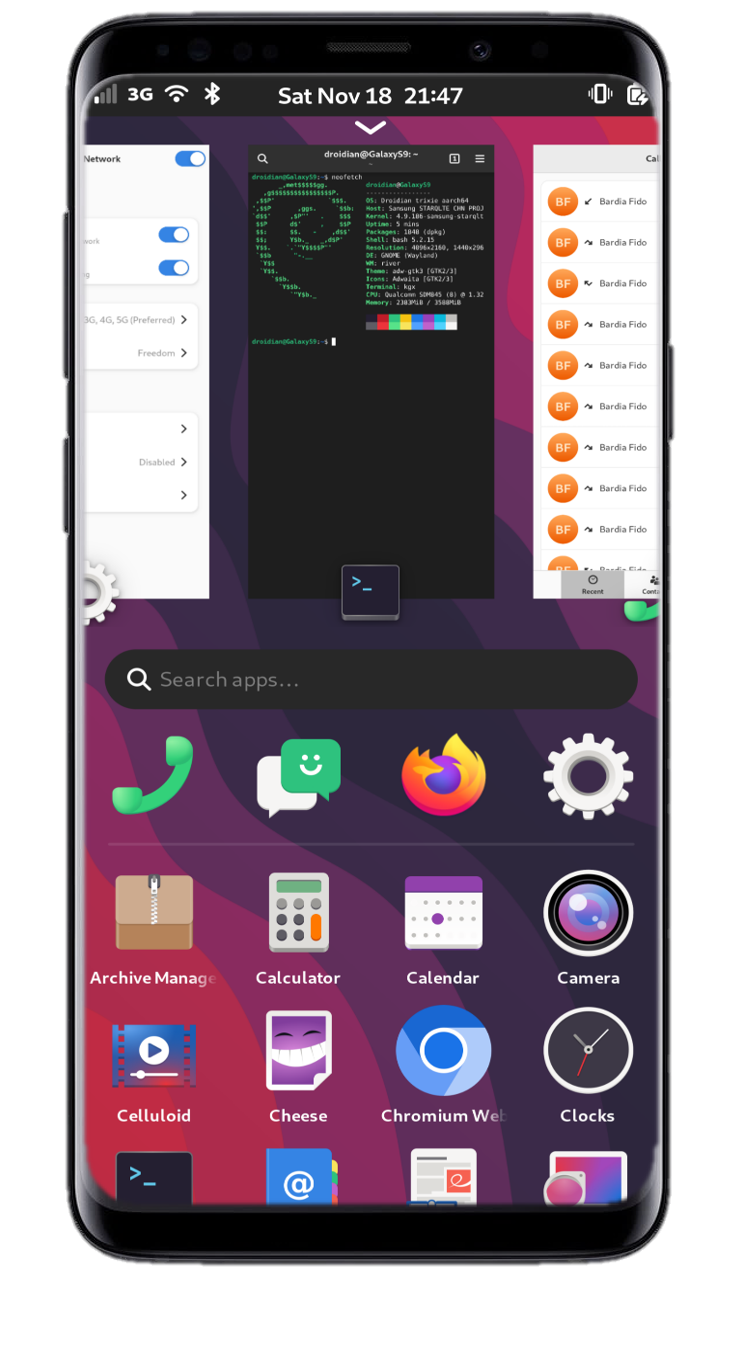 3G
Sat Nov 18 21:47
Network
3G, 4G, 5G (Preferred)
Freedom
Disabled
droidian@GalaxyS9: ~
~
droidian@GalaxyS9:~$ neofetch
droidian@GalaxyS9
-----------------
OS: Droidian trixie aarch64
Host: Samsung STARQLTE CHN PROJ
Kernel: 4.9.186-samsung-starqlt
Uptime: 5 mins
Packages: 1840 (dpkg)
Shell: bash 5.2.15
Resolution: 4096x2160, 1440x296
DE: GNOME (Wayland)
WM: river
Theme: adw-gtk3 [GTK2/3]
Icons: Adwaita [GTK2/3]
Terminal: kgx
CPU: Qualcomm SDM845 (8) @ 1.32
Memory: 2303MiB / 3580MiB
droidian@GalaxyS9:~$
BF Bardia Fido
BF Bardia Fido
BF Bardia Fido
BF Bardia Fido
BF Bardia Fido
BF Bardia Fido
BF Bardia Fido
BF Bardia Fido
BF Bardia Fido
BF Bardia Fido
Recent
>_
Search apps...
Archive Manage
Calculator
Calendar
Camera
Celluloid
Cheese
Chromium Web
Clocks
>_
@